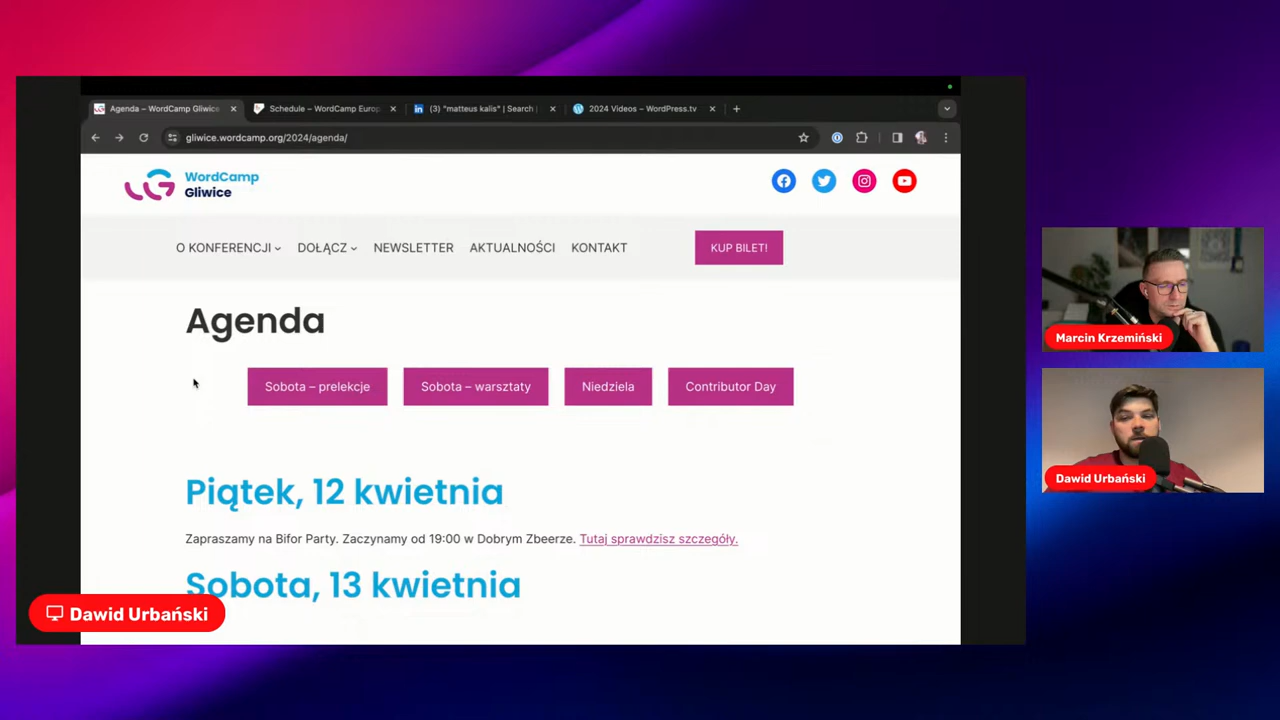 Agenda – WordCamp Gliwice
Schedule – WordCamp Europ
(3) "matteus kalis" | Search |
2024 Videos – WordPress.tv
gliwice.wordcamp.org/2024/agenda/
WordCamp
Gliwice
O KONFERENCJI
DOŁĄCZ
NEWSLETTER
AKTUALNOŚCI
KONTAKT
KUP BILET!
Agenda
Sobota – prelekcje
Sobota – warsztaty
Niedziela
Contributor Day
Piątek, 12 kwietnia
Zapraszamy na Bifor Party. Zaczynamy od 19:00 w Dobrym Zbeerze. Tutaj sprawdzisz szczegóły.
Sobota, 13 kwietnia
Dawid Urbański
Marcin Krzemiński
Dawid Urbański